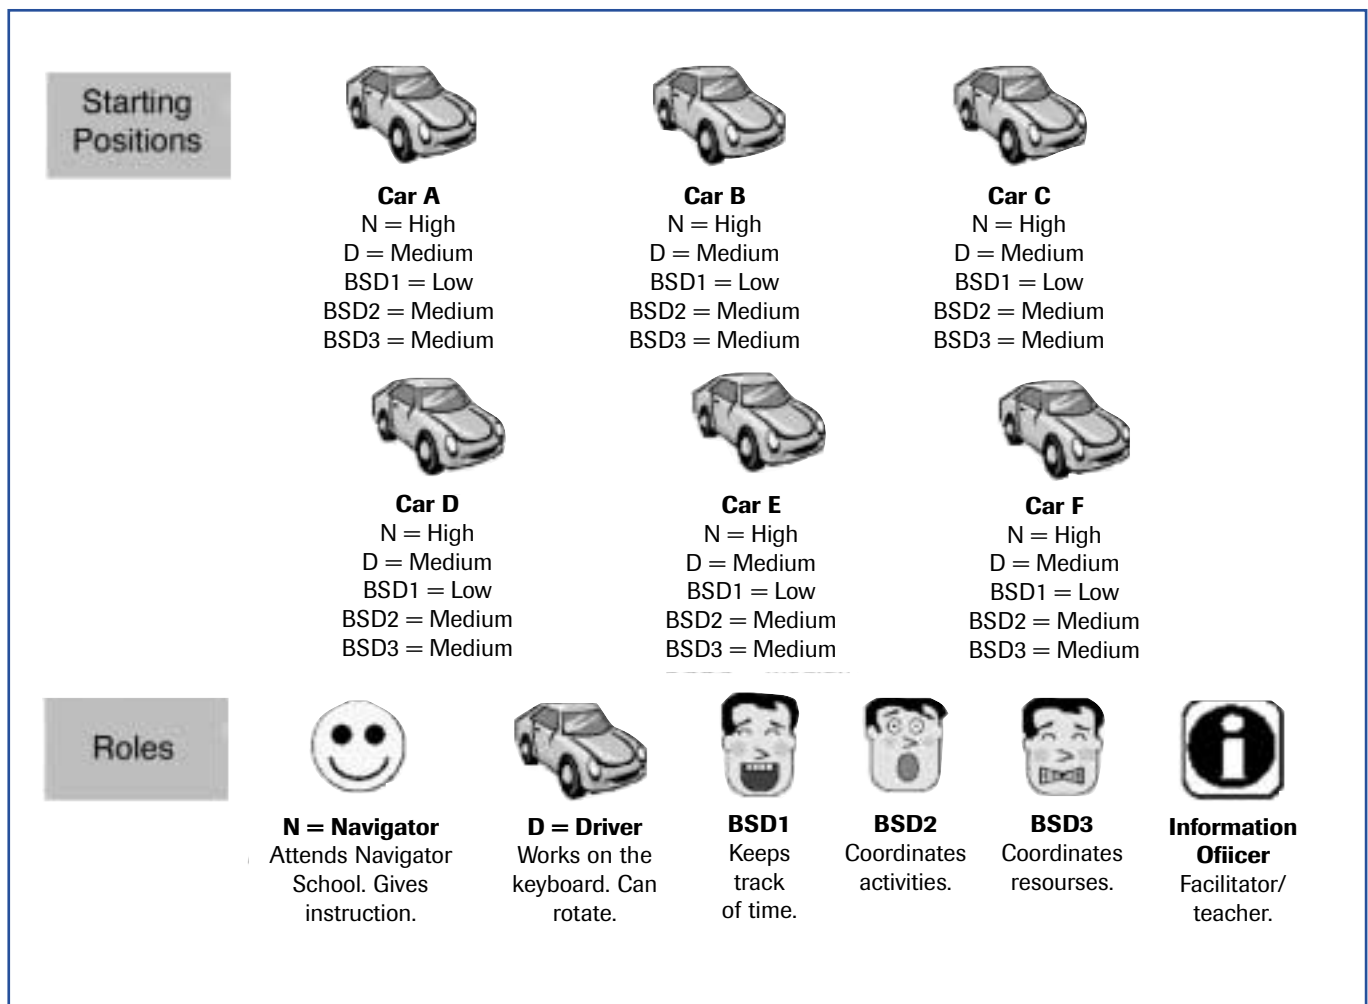 Starting
Positions
Car A
N = High
D = Medium
BSD1 = Low
BSD2 = Medium
BSD3 = Medium
Car B
N = High
D = Medium
BSD1 = Low
BSD2 = Medium
BSD3 = Medium
Car C
N = High
D = Medium
BSD1 = Low
BSD2 = Medium
BSD3 = Medium
Car D
N = High
D = Medium
BSD1 = Low
BSD2 = Medium
BSD3 = Medium
Car E
N = High
D = Medium
BSD1 = Low
BSD2 = Medium
BSD3 = Medium
Car F
N = High
D = Medium
BSD1 = Low
BSD2 = Medium
BSD3 = Medium
Roles
N = Navigator
Attends Navigator
School. Gives
instruction.
D = Driver
Works on the
keyboard. Can
rotate.
BSD1
Keeps
track
of time.
BSD2
Coordinates
activities.
BSD3
Coordinates
resourses.
Information
Ofiicer
Facilitator/
teacher.